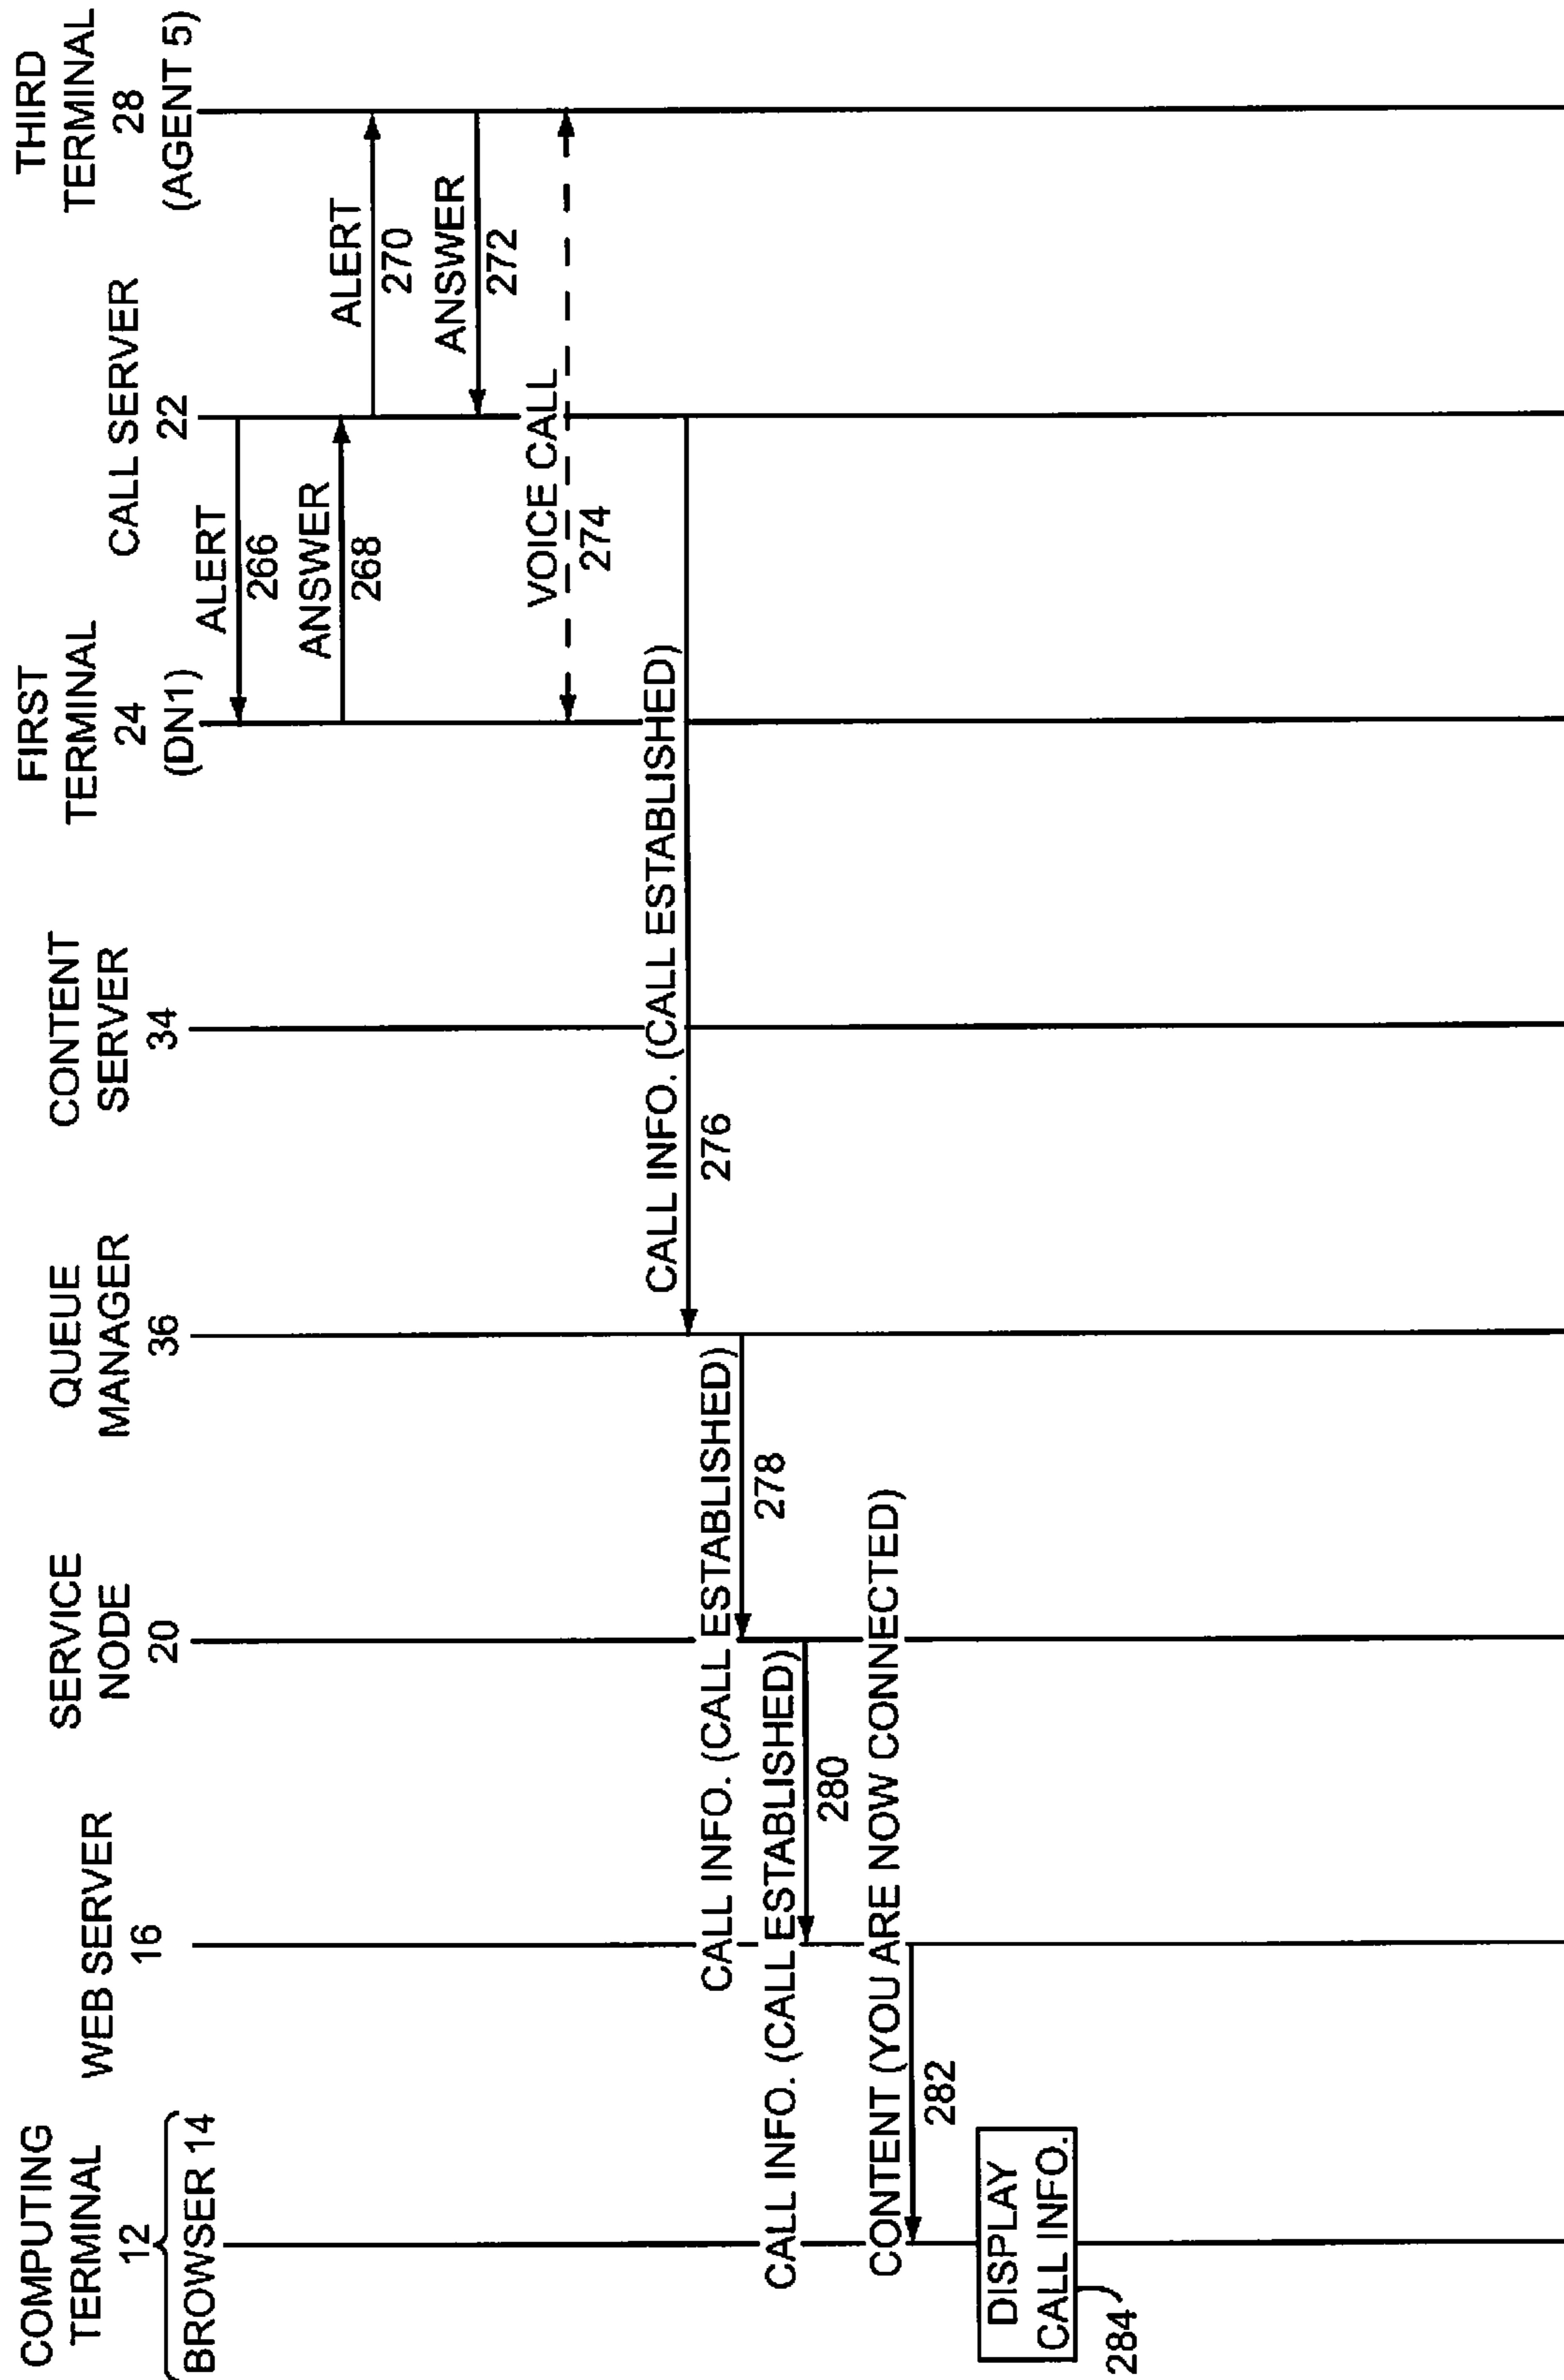 COMPUTING
TERMINAL
12
BROWSER 14
WEB SERVER
16
SERVICE
NODE
20
QUEUE
MANAGER
36
CONTENT
SERVER
34
FIRST
TERMINAL
24
(DN1)
CALL SERVER
22
THIRD
TERMINAL
28
(AGENT 5)
ALERT
266
ANSWER
268
ALERT
270
ANSWER
272
VOICE CALL
274
CALL INFO. (CALL ESTABLISHED)
276
CALL INFO. (CALL ESTABLISHED)
278
CALL INFO. (CALL ESTABLISHED)
280
CONTENT (YOU ARE NOW CONNECTED)
282
DISPLAY
CALL INFO.
284